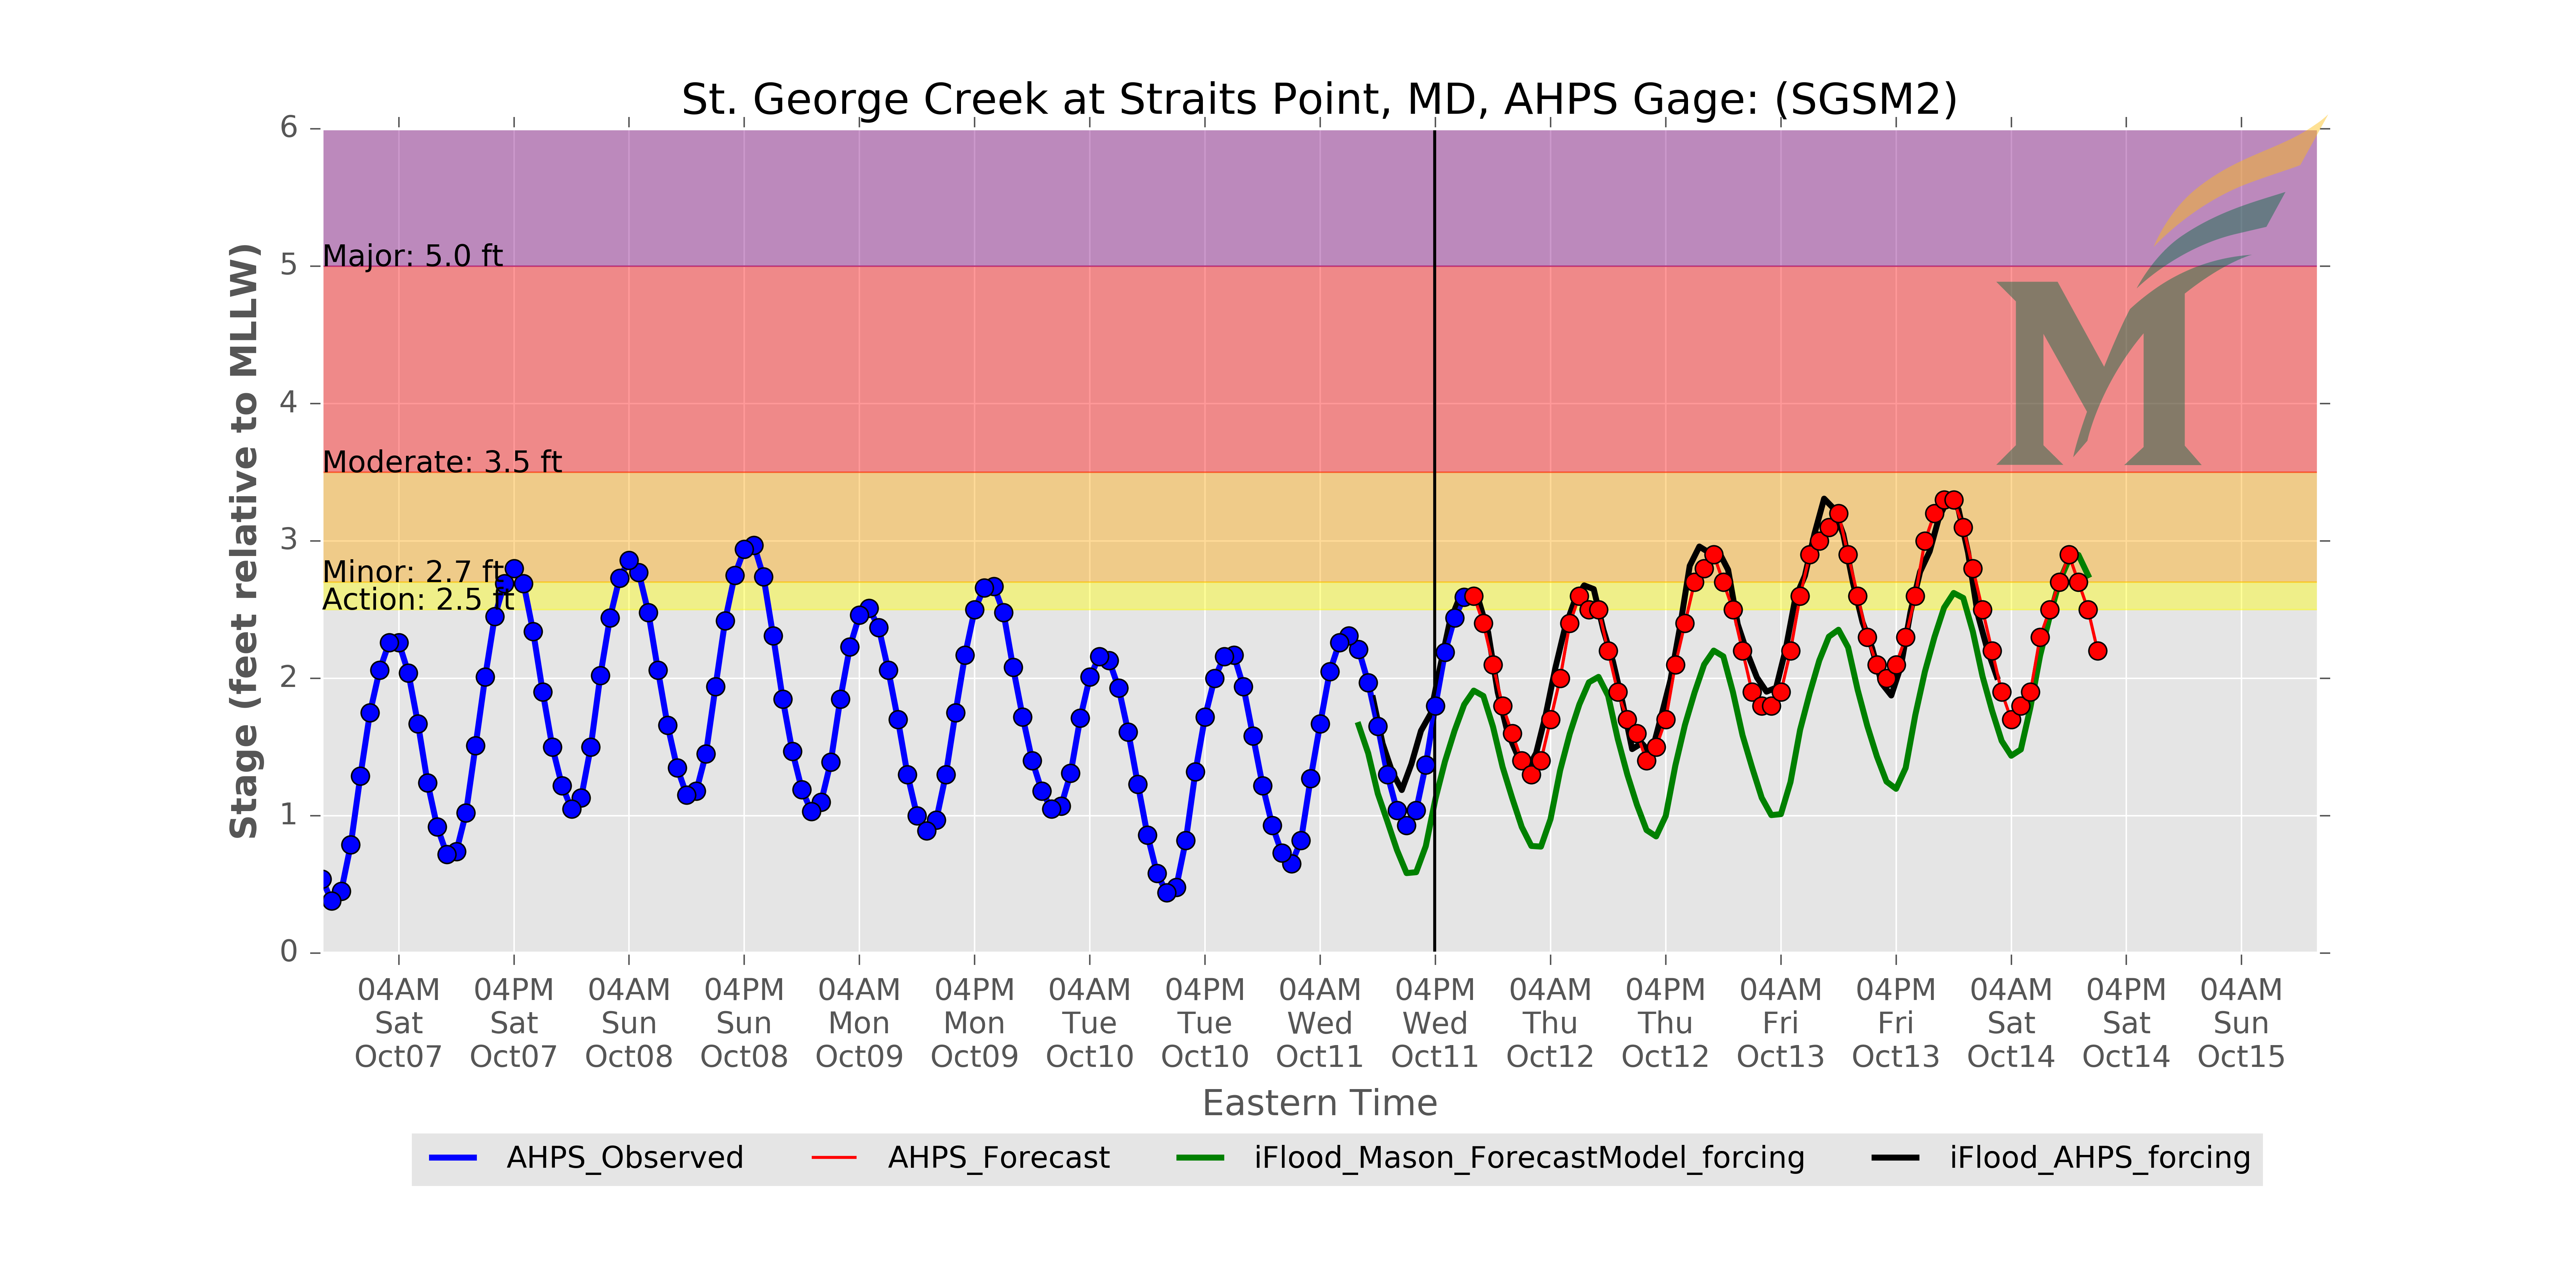 St. George Creek at Straits Point, MD, AHPS Gage: (SGSM2)
Stage (feet relative to MLLW)
6
5
4
3
2
1
0
Major: 5.0 ft
Moderate: 3.5 ft
Minor: 2.7 ft
Action: 2.5 ft
M
04AM 04PM 04AM 04PM 04AM 04PM 04AM 04PM 04AM 04PM 04AM 04PM 04AM 04PM 04AM 04PM 04AM
Sat Sat Sun Sun Mon Mon Tue Tue Wed Wed Thu Thu Fri Fri Sat Sat Sun
Oct07 Oct07 Oct08 Oct08 Oct09 Oct09 Oct10 Oct10 Oct11 Oct11 Oct12 Oct12 Oct13 Oct13 Oct14 Oct14 Oct15
Eastern Time
AHPS_Observed AHPS_Forecast iFlood_Mason_ForecastModel_forcing iFlood_AHPS_forcing